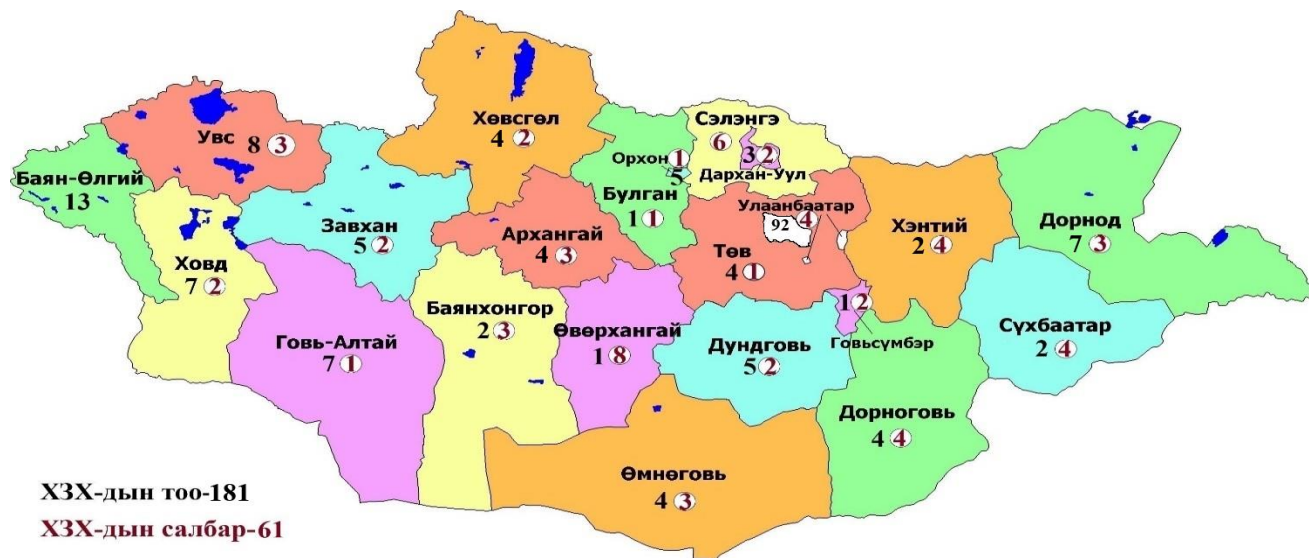 Увс
8 3
Баян-Өлгий
13
Ховд
7 2
Завхан
5 2
Хөвсгөл
4 2
Говь-Алтай
7 1
Баянхонгор
2 3
Архангай
4 3
Өвөрхангай
1 8
Булган
1 1
Орхон 1
5
Сэлэнгэ
6
3 2
Дархан-Уул
Улаанбаатар
92 4
Төв
4 1
1 2
Говьсүмбэр
Дундговь
5 2
Өмнөговь
4 3
Дорноговь
4 4
Хэнтий
2 4
Дорнод
7 3
Сүхбаатар
2 4
ХЗХ-дын тоо-181
ХЗХ-дын салбар-61